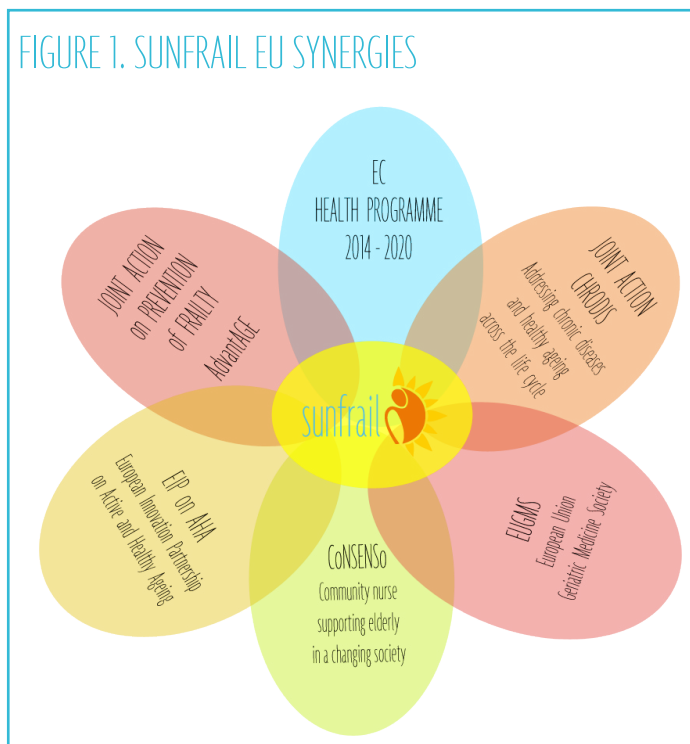 FIGURE 1. SUNFRAIL EU SYNERGIES
EC
HEALTH PROGRAMME
2014 - 2020
JOINT ACTION
CHRODIS
Addressing chronic diseases
and healthy ageing
across the life cycle
EUGMS
European Union
Geriatric Medicine Society
CoNSENSo
Community nurse
supporting elderly
in a changing society
EIP on AHA
European Innovation Partnership
on Active and Healthy Ageing
JOINT ACTION
on PREVENTION
of FRALTY
AdvantAGE
sunfrail